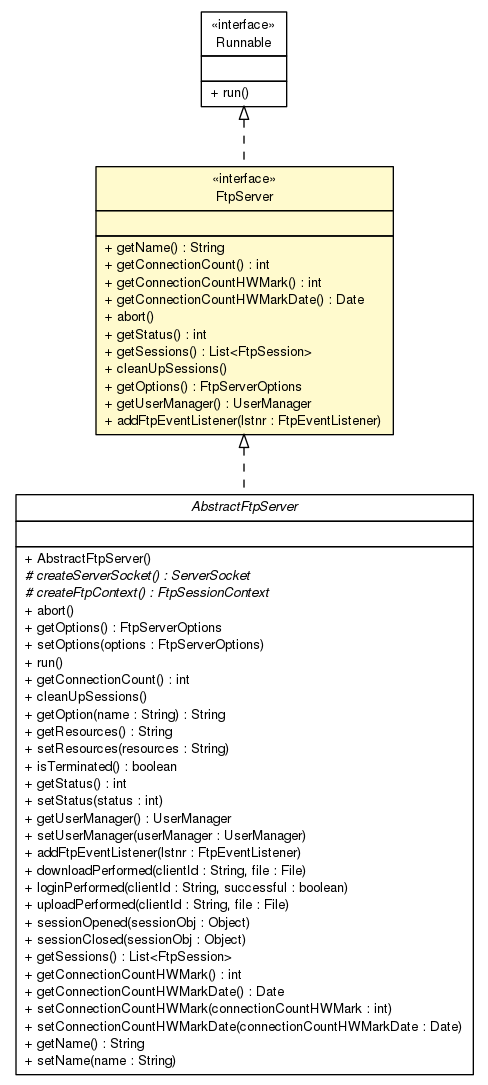 «interface»
Runnable
+ run()
«interface»
FtpServer
+ getName() : String
+ getConnectionCount() : int
+ getConnectionCountHWMark() : int
+ getConnectionCountHWMarkDate() : Date
+ abort()
+ getStatus() : int
+ getSessions() : List<FtpSession>
+ cleanUpSessions()
+ getOptions() : FtpServerOptions
+ getUserManager() : UserManager
+ addFtpEventListener(lstnr : FtpEventListener)
AbstractFtpServer
+ AbstractFtpServer()
# createServerSocket() : ServerSocket
# createFtpContext() : FtpSessionContext
+ abort()
+ getOptions() : FtpServerOptions
+ setOptions(options : FtpServerOptions)
+ run()
+ getConnectionCount() : int
+ cleanUpSessions()
+ getOption(name : String) : String
+ getResources() : String
+ setResources(resources : String)
+ isTerminated() : boolean
+ getStatus() : int
+ setStatus(status : int)
+ getUserManager() : UserManager
+ setUserManager(userManager : UserManager)
+ addFtpEventListener(lstnr : FtpEventListener)
+ downloadPerformed(clientId : String, file : File)
+ loginPerformed(clientId : String, successful : boolean)
+ uploadPerformed(clientId : String, file : File)
+ sessionOpened(sessionObj : Object)
+ sessionClosed(sessionObj : Object)
+ getSessions() : List<FtpSession>
+ getConnectionCountHWMark() : int
+ getConnectionCountHWMarkDate() : Date
+ setConnectionCountHWMark(connectionCountHWMark : int)
+ setConnectionCountHWMarkDate(connectionCountHWMarkDate : Date)
+ getName() : String
+ setName(name : String)